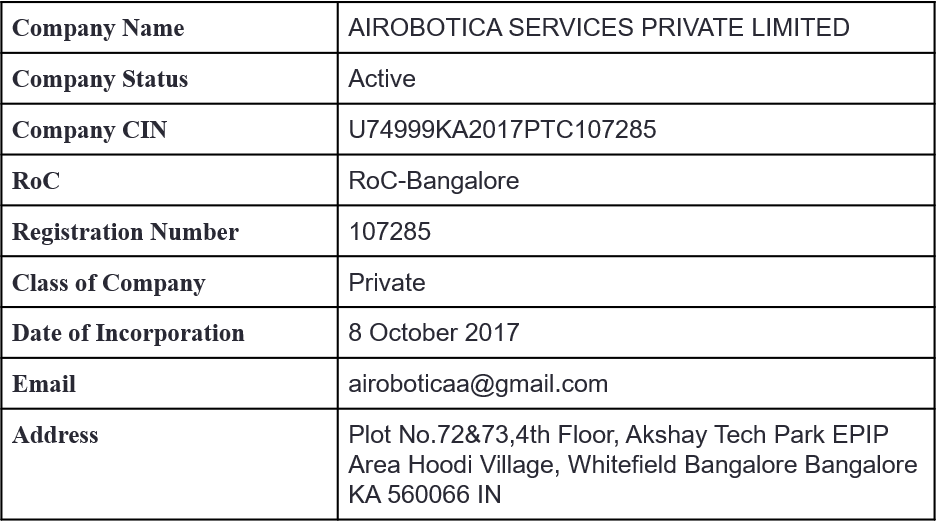 Company Name AIROBOTICA SERVICES PRIVATE LIMITED
Company Status Active
Company CIN U74999KA2017PTC107285
RoC RoC-Bangalore
Registration Number 107285
Class of Company Private
Date of Incorporation 8 October 2017
Email airoboticaa@gmail.com
Address Plot No.72&73,4th Floor, Akshay Tech Park EPIP
Area Hoodi Village, Whitefield Bangalore Bangalore
KA 560066 IN